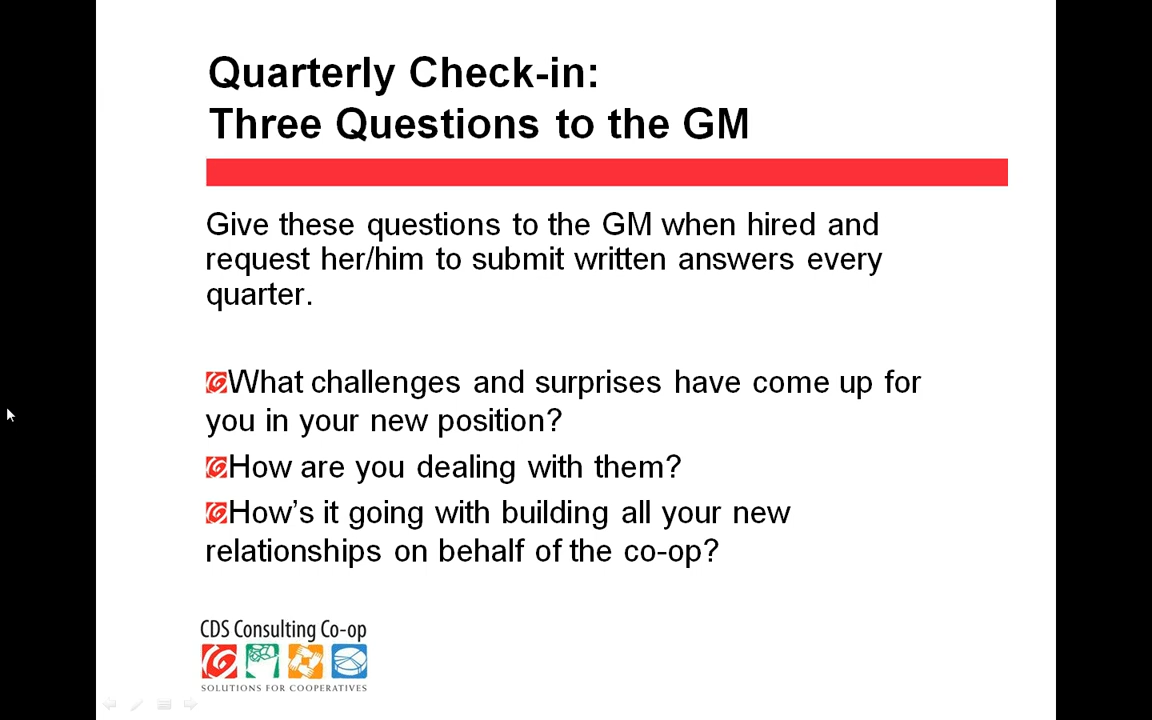 Quarterly Check-in:
Three Questions to the GM
Give these questions to the GM when hired and
request her/him to submit written answers every
quarter.
What challenges and surprises have come up for
you in your new position?
How are you dealing with them?
How’s it going with building all your new
relationships on behalf of the co-op?
CDS Consulting Co-op
SOLUTIONS FOR COOPERATIVES